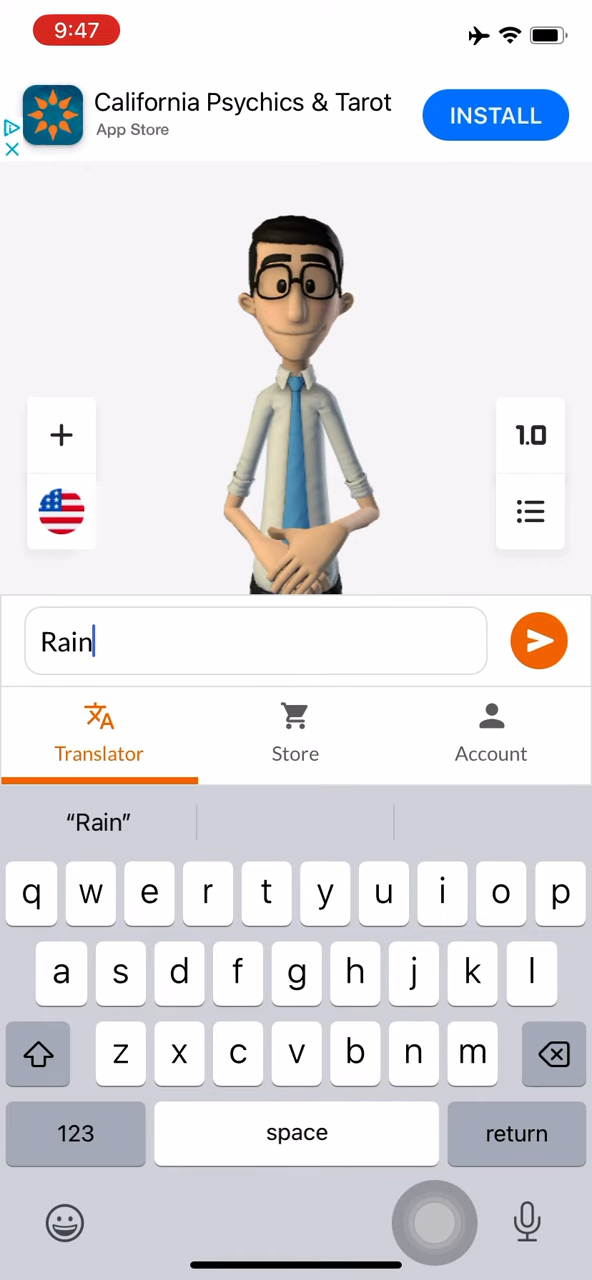 9:47
California Psychics & Tarot
App Store
INSTALL
1.0
Rain
Translator
Store
Account
“Rain”
q w e r t y u i o p
a s d f g h j k l
z x c v b n m
123 space return